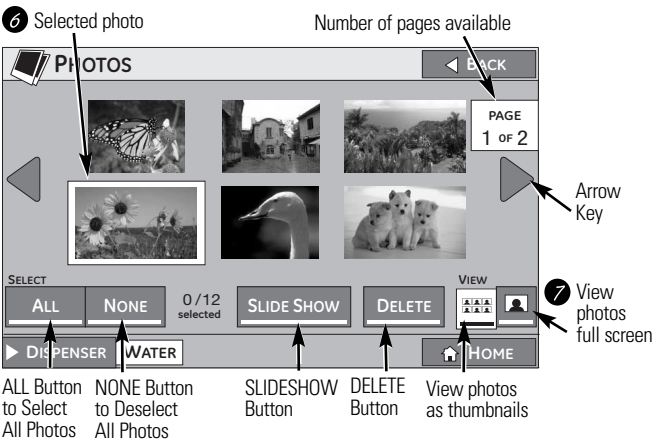 6 Selected photo
Number of pages available
PHOTOS
BACK
PAGE
1 OF 2
Arrow
Key
SELECT
ALL
NONE
0/12
selected
SLIDE SHOW
DELETE
VIEW
7 View
photos
full screen
DISPENSER
WATER
HOME
ALL Button
to Select
All Photos
NONE Button
to Deselect
All Photos
SLIDESHOW
Button
DELETE
Button
View photos
as thumbnails